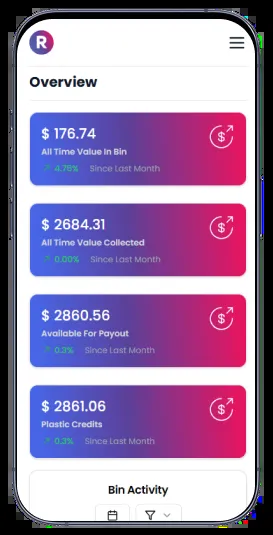 R
Overview
$ 176.74
All Time Value In Bin
4.76% Since Last Month
$ 2684.31
All Time Value Collected
0.00% Since Last Month
$ 2860.56
Available For Payout
0.3% Since Last Month
$ 2861.06
Plastic Credits
0.3% Since Last Month
Bin Activity